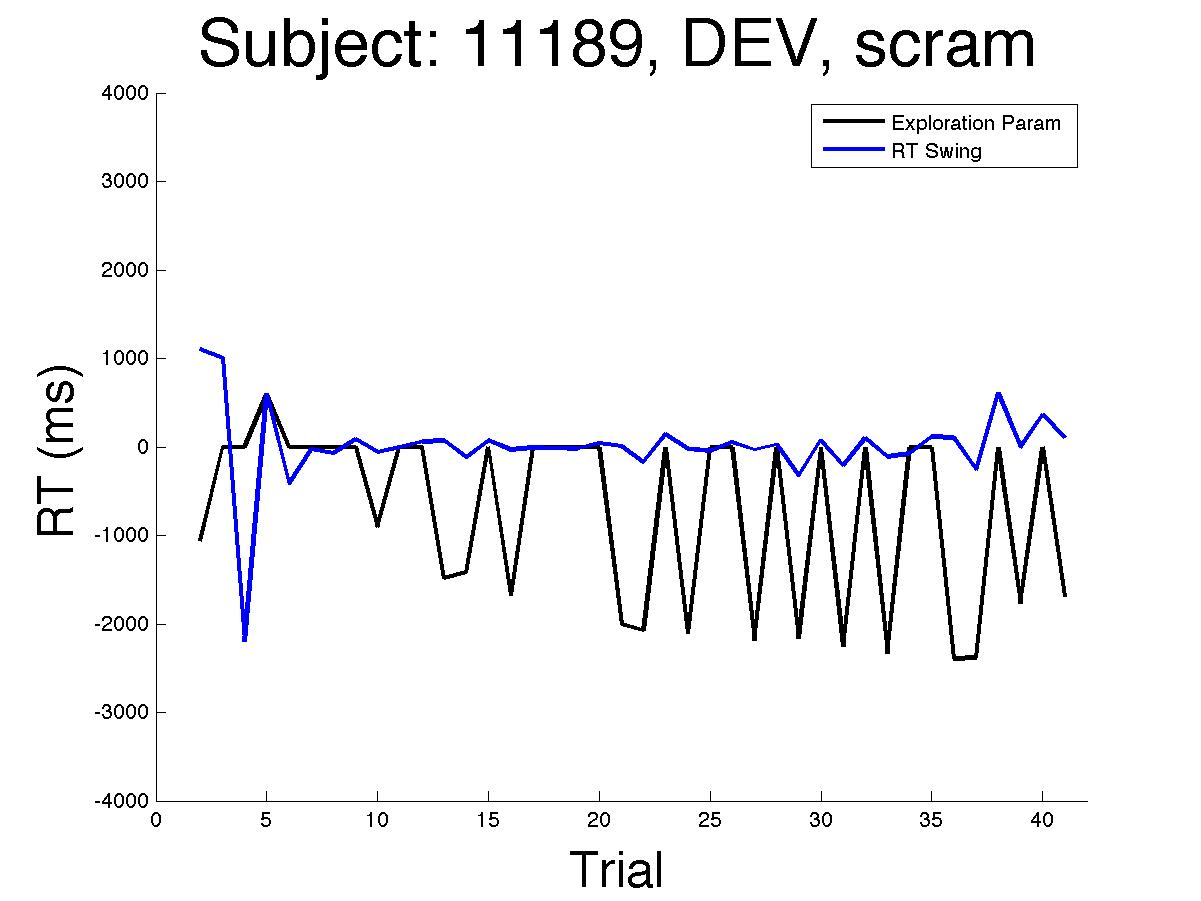 Subject: 11189, DEV, scram
Exploration Param
RT Swing
RT (ms)
4000
3000
2000
1000
0
-1000
-2000
-3000
-4000
0 5 10 15 20 25 30 35 40
Trial